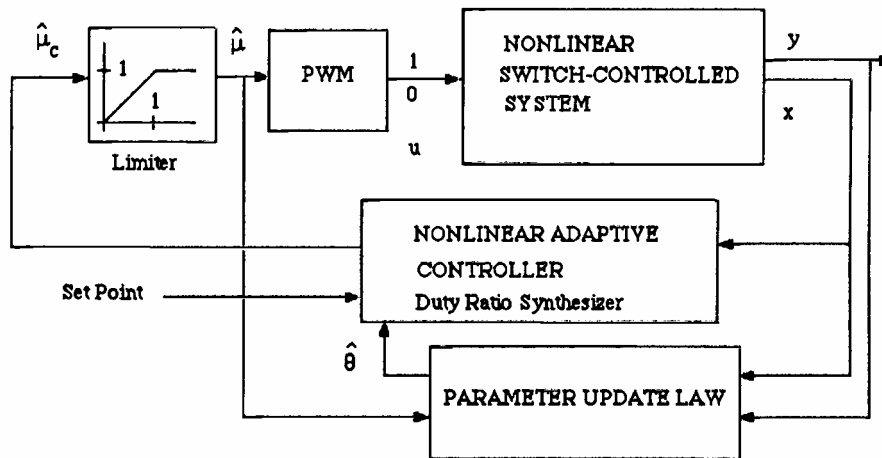 μ̂c
1
1
Limiter
μ̂
PWM
1
0
u
NONLINEAR
SWITCH-CONTROLLED
SYSTEM
y
x
NONLINEAR ADAPTIVE
CONTROLLER
Duty Ratio Synthesizer
Set Point
θ̂
PARAMETER UPDATE LAW